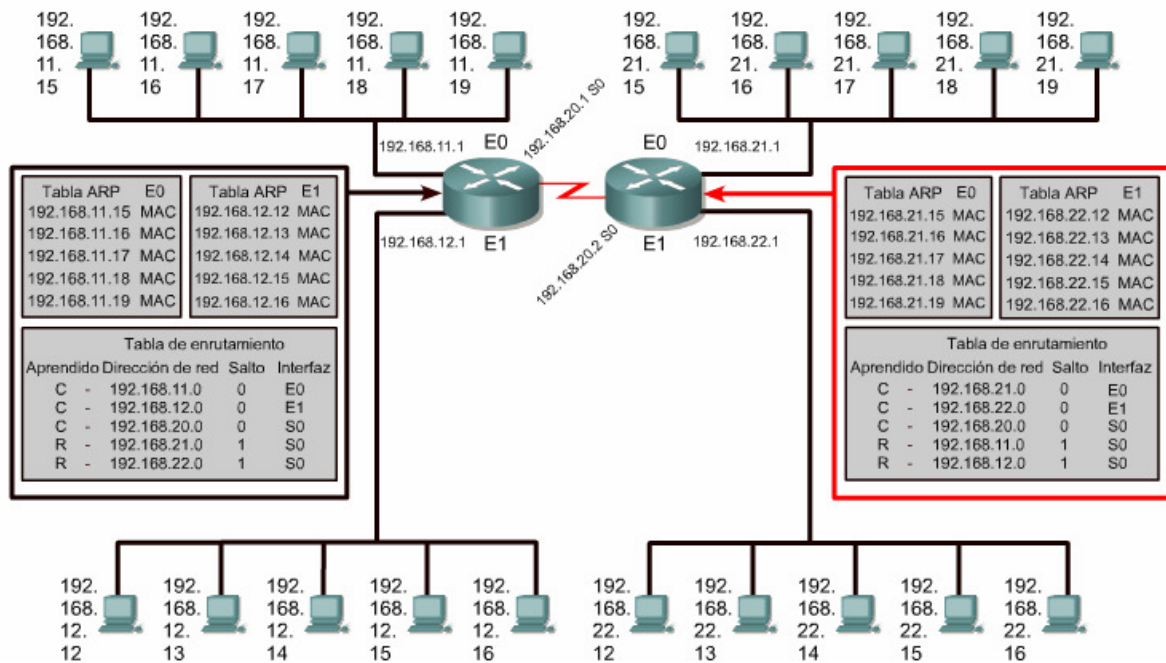 192. 168. 11. 15
192. 168. 11. 16
192. 168. 11. 17
192. 168. 11. 18
192. 168. 11. 19
192. 168. 21. 15
192. 168. 21. 16
192. 168. 21. 17
192. 168. 21. 18
192. 168. 21. 19
192.168.11.1
E0
192.168.20.1 S0
E0
192.168.21.1
192.168.12.1
E1
192.168.20.2 S0
E1
192.168.22.1
Tabla ARP E0
192.168.11.15 MAC
192.168.11.16 MAC
192.168.11.17 MAC
192.168.11.18 MAC
192.168.11.19 MAC
Tabla ARP E1
192.168.12.12 MAC
192.168.12.13 MAC
192.168.12.14 MAC
192.168.12.15 MAC
192.168.12.16 MAC
Tabla de enrutamiento
Aprendido Dirección de red Salto Interfaz
C - 192.168.11.0 0 E0
C - 192.168.12.0 0 E1
C - 192.168.20.0 0 S0
R - 192.168.21.0 1 S0
R - 192.168.22.0 1 S0
Tabla ARP E0
192.168.21.15 MAC
192.168.21.16 MAC
192.168.21.17 MAC
192.168.21.18 MAC
192.168.21.19 MAC
Tabla ARP E1
192.168.22.12 MAC
192.168.22.13 MAC
192.168.22.14 MAC
192.168.22.15 MAC
192.168.22.16 MAC
Tabla de enrutamiento
Aprendido Dirección de red Salto Interfaz
C - 192.168.21.0 0 E0
C - 192.168.22.0 0 E1
C - 192.168.20.0 0 S0
R - 192.168.11.0 1 S0
R - 192.168.12.0 1 S0
192. 168. 12. 12
192. 168. 12. 13
192. 168. 12. 14
192. 168. 12. 15
192. 168. 12. 16
192. 168. 22. 12
192. 168. 22. 13
192. 168. 22. 14
192. 168. 22. 15
192. 168. 22. 16